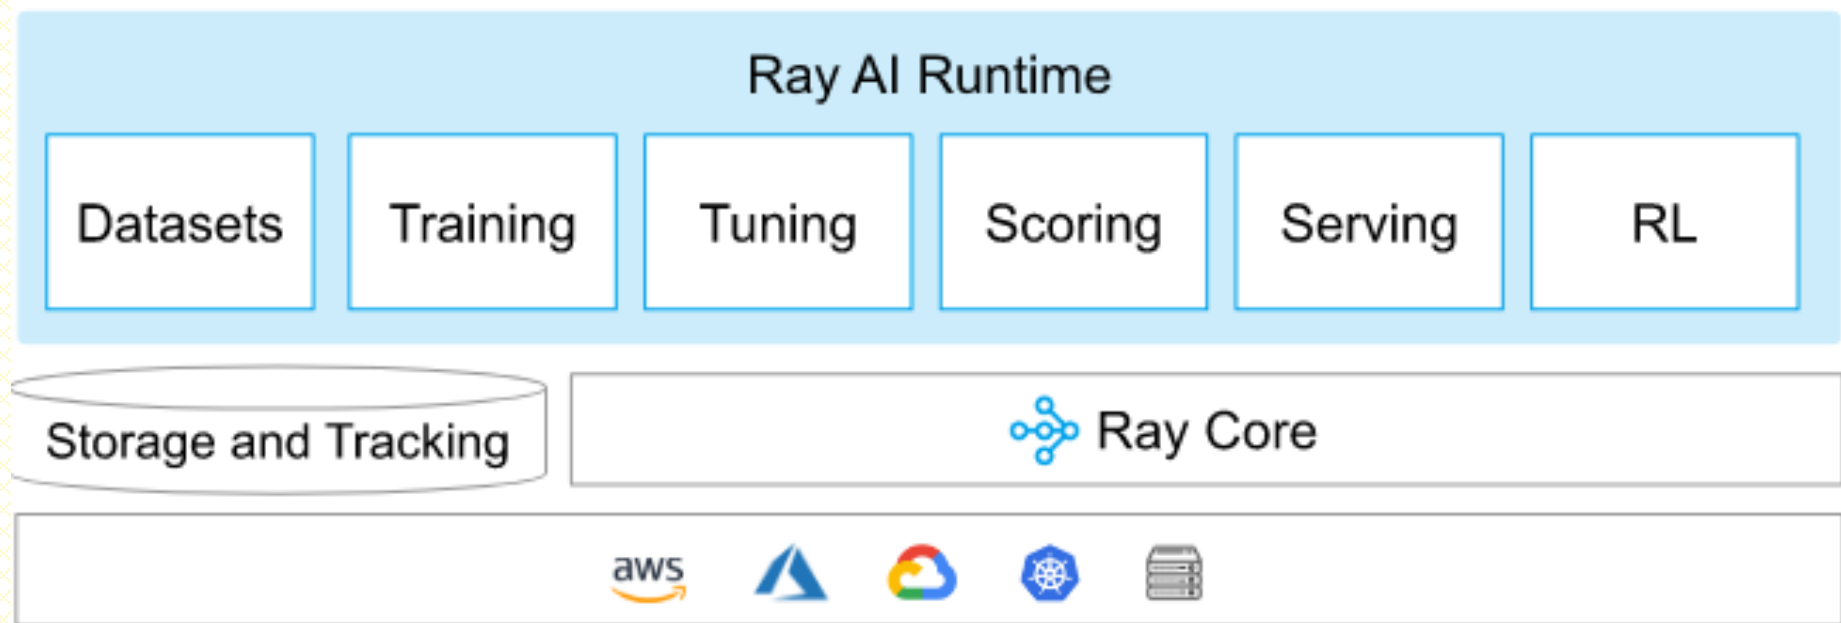 Ray AI Runtime
Datasets Training Tuning Scoring Serving RL
Storage and Tracking
Ray Core
aws